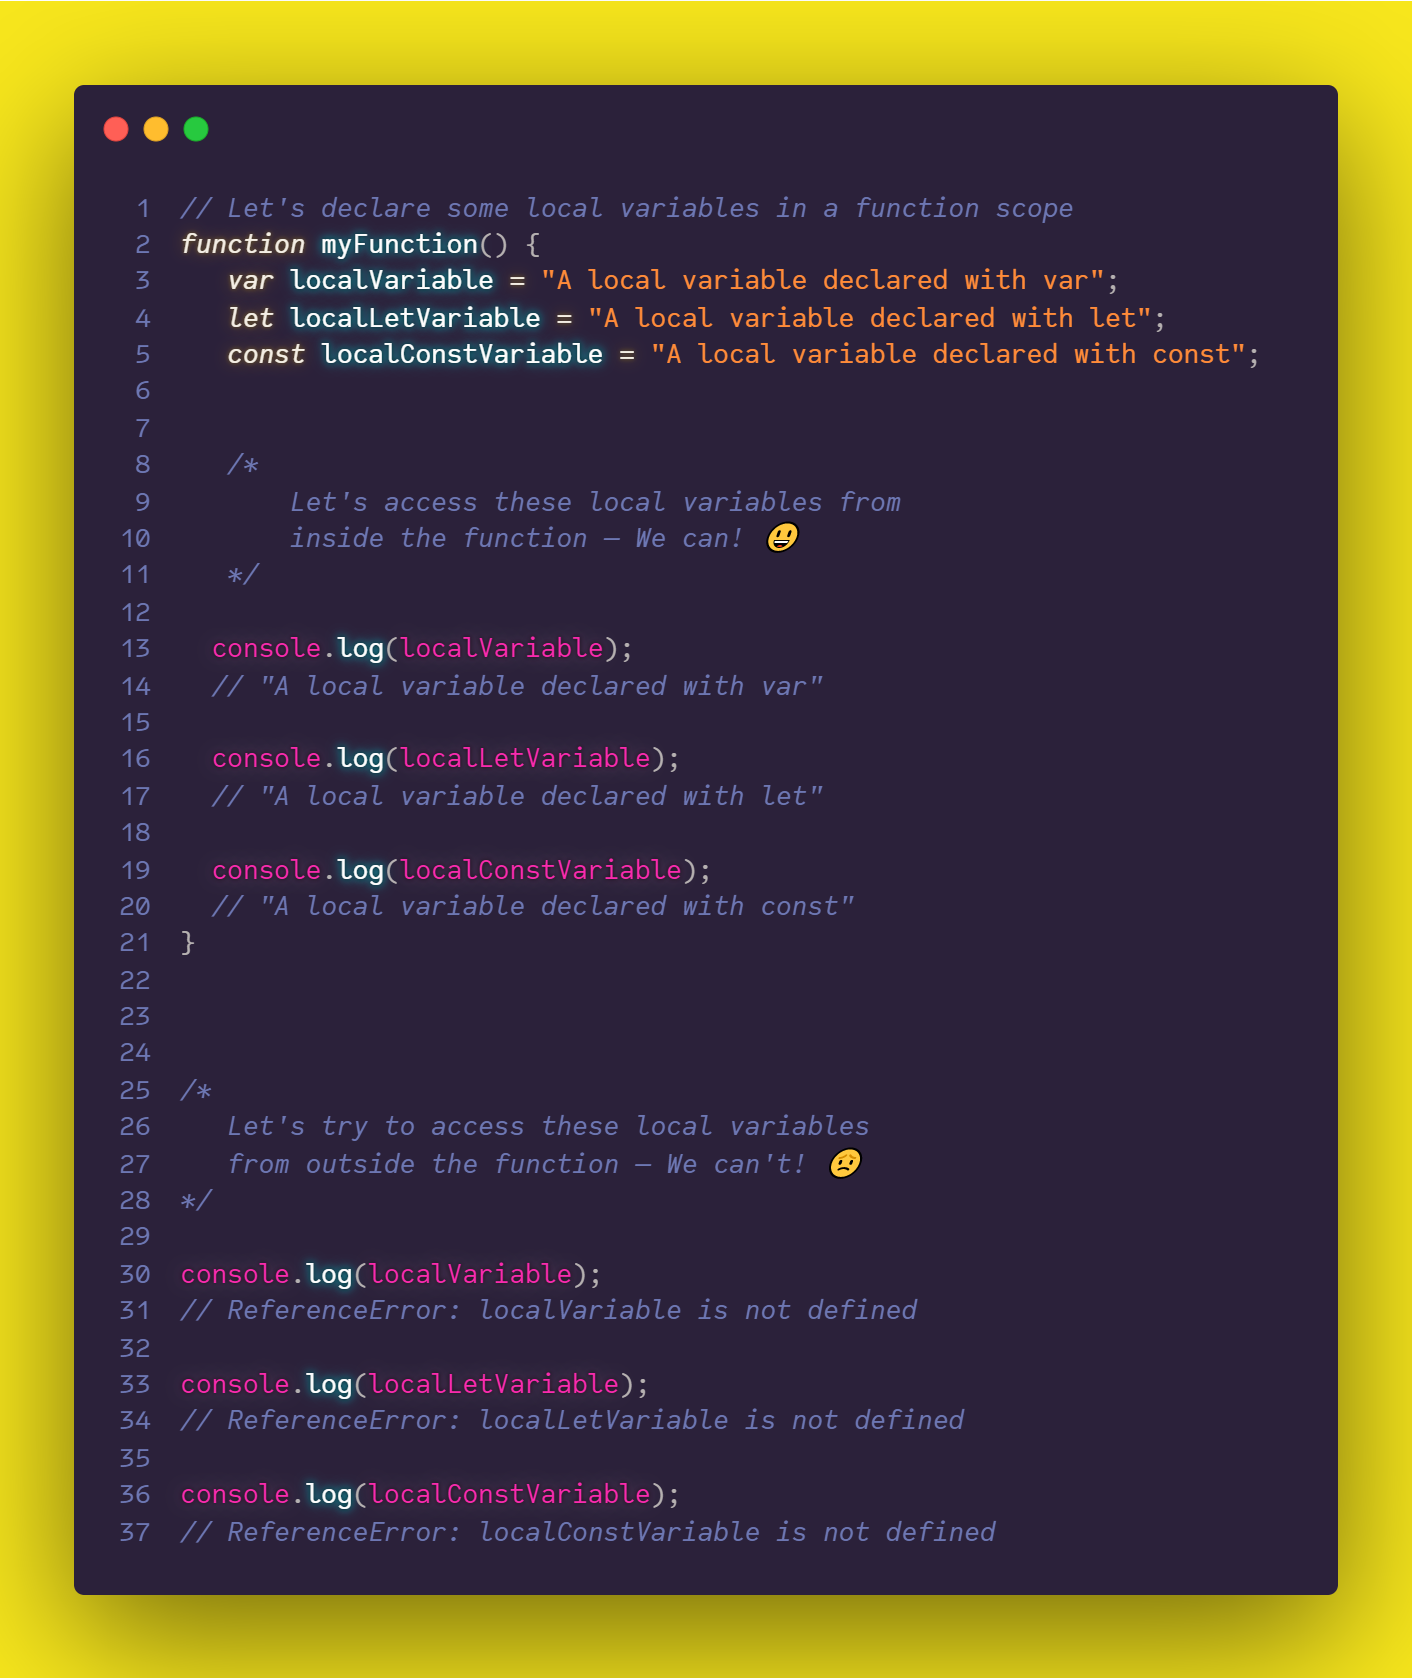 1 // Let's declare some local variables in a function scope
2 function myFunction() {
3    var localVariable = "A local variable declared with var";
4    let localLetVariable = "A local variable declared with let";
5    const localConstVariable = "A local variable declared with const";
6
7
8    /*
9        Let's access these local variables from
10        inside the function – We can! 😃
11    */
12
13   console.log(localVariable);
14   // "A local variable declared with var"
15
16   console.log(localLetVariable);
17   // "A local variable declared with let"
18
19   console.log(localConstVariable);
20   // "A local variable declared with const"
21 }
22
23
24
25 /*
26    Let's try to access these local variables
27    from outside the function – We can't! 😟
28 */
29
30 console.log(localVariable);
31 // ReferenceError: localVariable is not defined
32
33 console.log(localLetVariable);
34 // ReferenceError: localLetVariable is not defined
35
36 console.log(localConstVariable);
37 // ReferenceError: localConstVariable is not defined